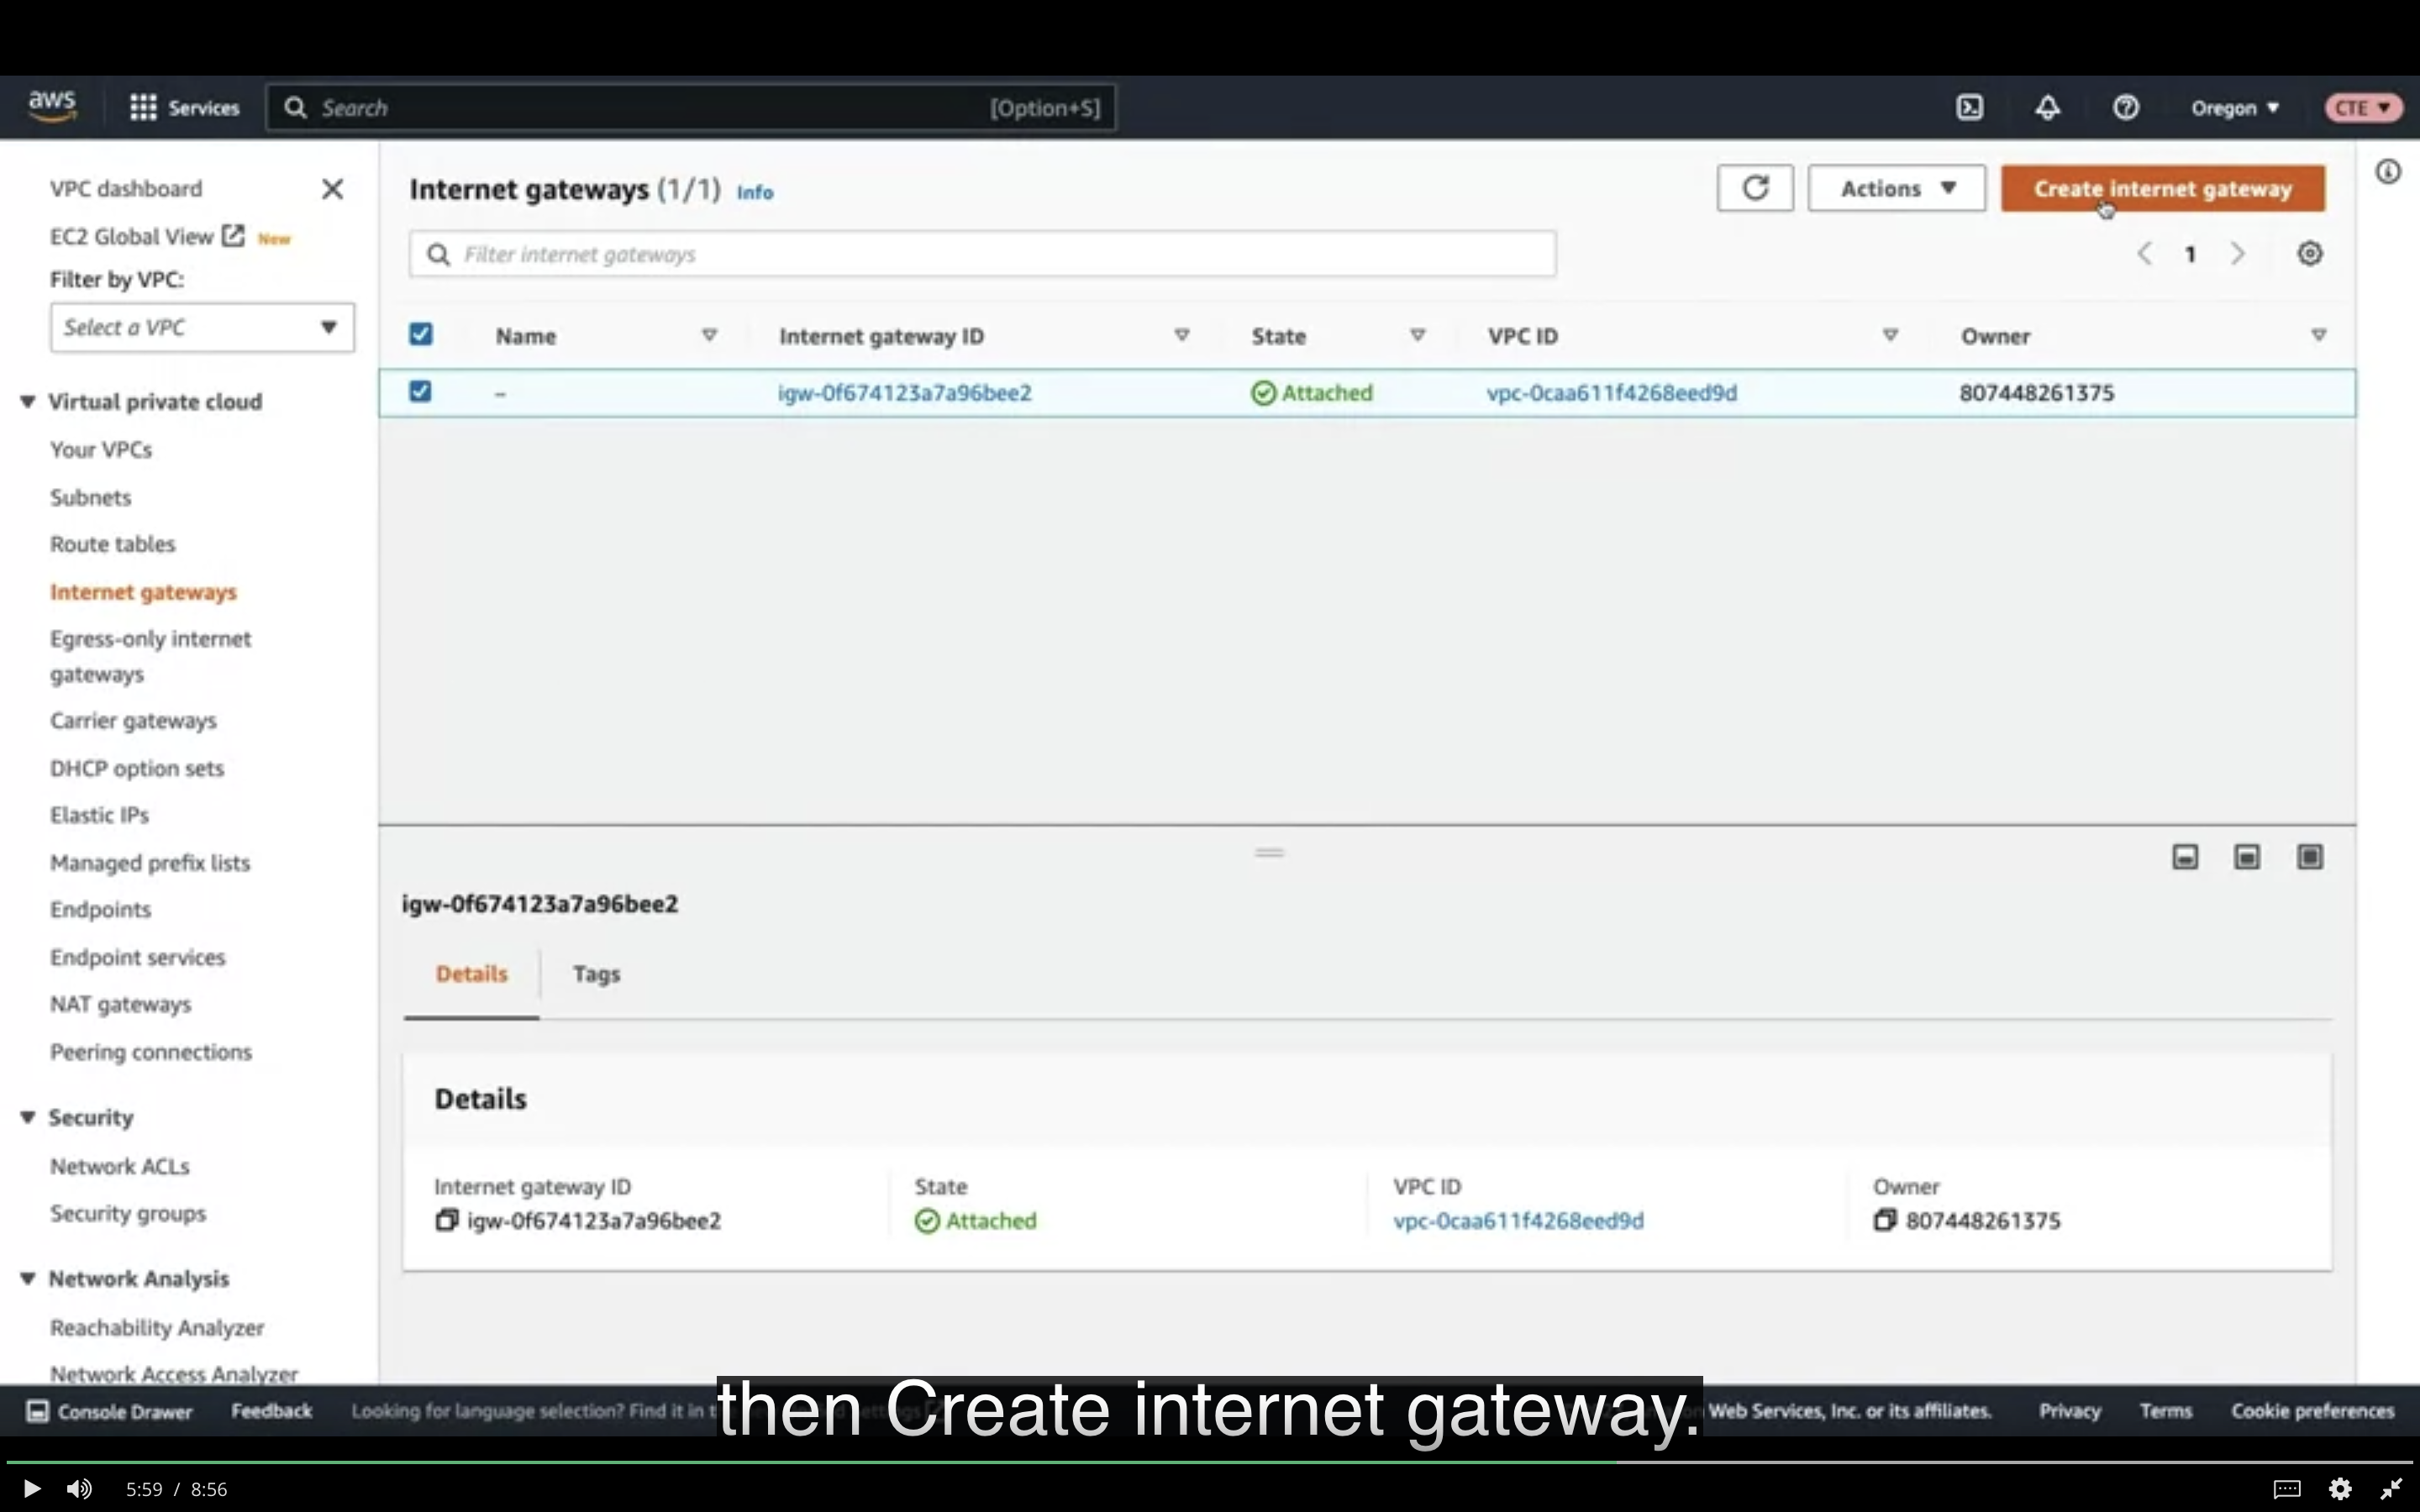 aws
Services
Search
[Option+S]
Oregon
CTE
VPC dashboard
EC2 Global View
New
Filter by VPC:
Select a VPC
Virtual private cloud
Your VPCs
Subnets
Route tables
Internet gateways
Egress-only internet
gateways
Carrier gateways
DHCP option sets
Elastic IPs
Managed prefix lists
Endpoints
Endpoint services
NAT gateways
Peering connections
Security
Network ACLs
Security groups
Network Analysis
Reachability Analyzer
Network Access Analyzer
Internet gateways (1/1) Info
Actions
Create internet gateway
Filter internet gateways
1
Name Internet gateway ID State VPC ID Owner
– igw-0f674123a7a96bee2 Attached vpc-0caa611f4268eed9d 807448261375
igw-0f674123a7a96bee2
Details Tags
Details
Internet gateway ID State VPC ID Owner
igw-0f674123a7a96bee2 Attached vpc-0caa611f4268eed9d 807448261375
then Create internet gateway.
Console Drawer Feedback Looking for language selection? Find it in Web Services, Inc. or its affiliates. Privacy Terms Cookie preferences
5:59 / 8:56